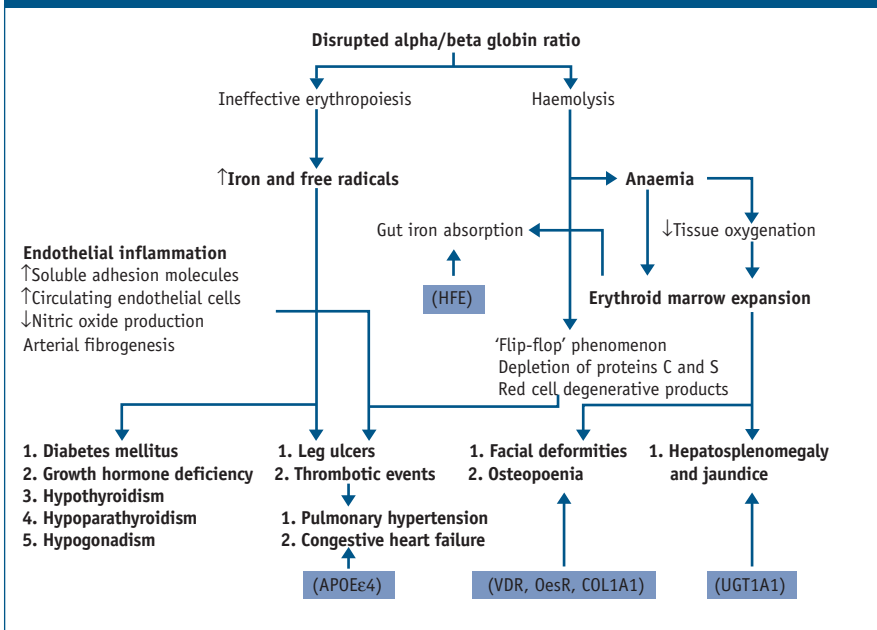 Disrupted alpha/beta globin ratio
Ineffective erythropoiesis
Haemolysis
↑Iron and free radicals
Anaemia
Gut iron absorption
↓Tissue oxygenation
Endothelial inflammation
↑Soluble adhesion molecules
↑Circulating endothelial cells
↓Nitric oxide production
Arterial fibrogenesis
(HFE)
Erythroid marrow expansion
'Flip-flop' phenomenon
Depletion of proteins C and S
Red cell degenerative products
1. Diabetes mellitus
2. Growth hormone deficiency
3. Hypothyroidism
4. Hypoparathyroidism
5. Hypogonadism
1. Leg ulcers
2. Thrombotic events
1. Pulmonary hypertension
2. Congestive heart failure
1. Facial deformities
2. Osteopoenia
1. Hepatosplenomegaly
and jaundice
(APOEε4)
(VDR, OesR, COL1A1)
(UGT1A1)